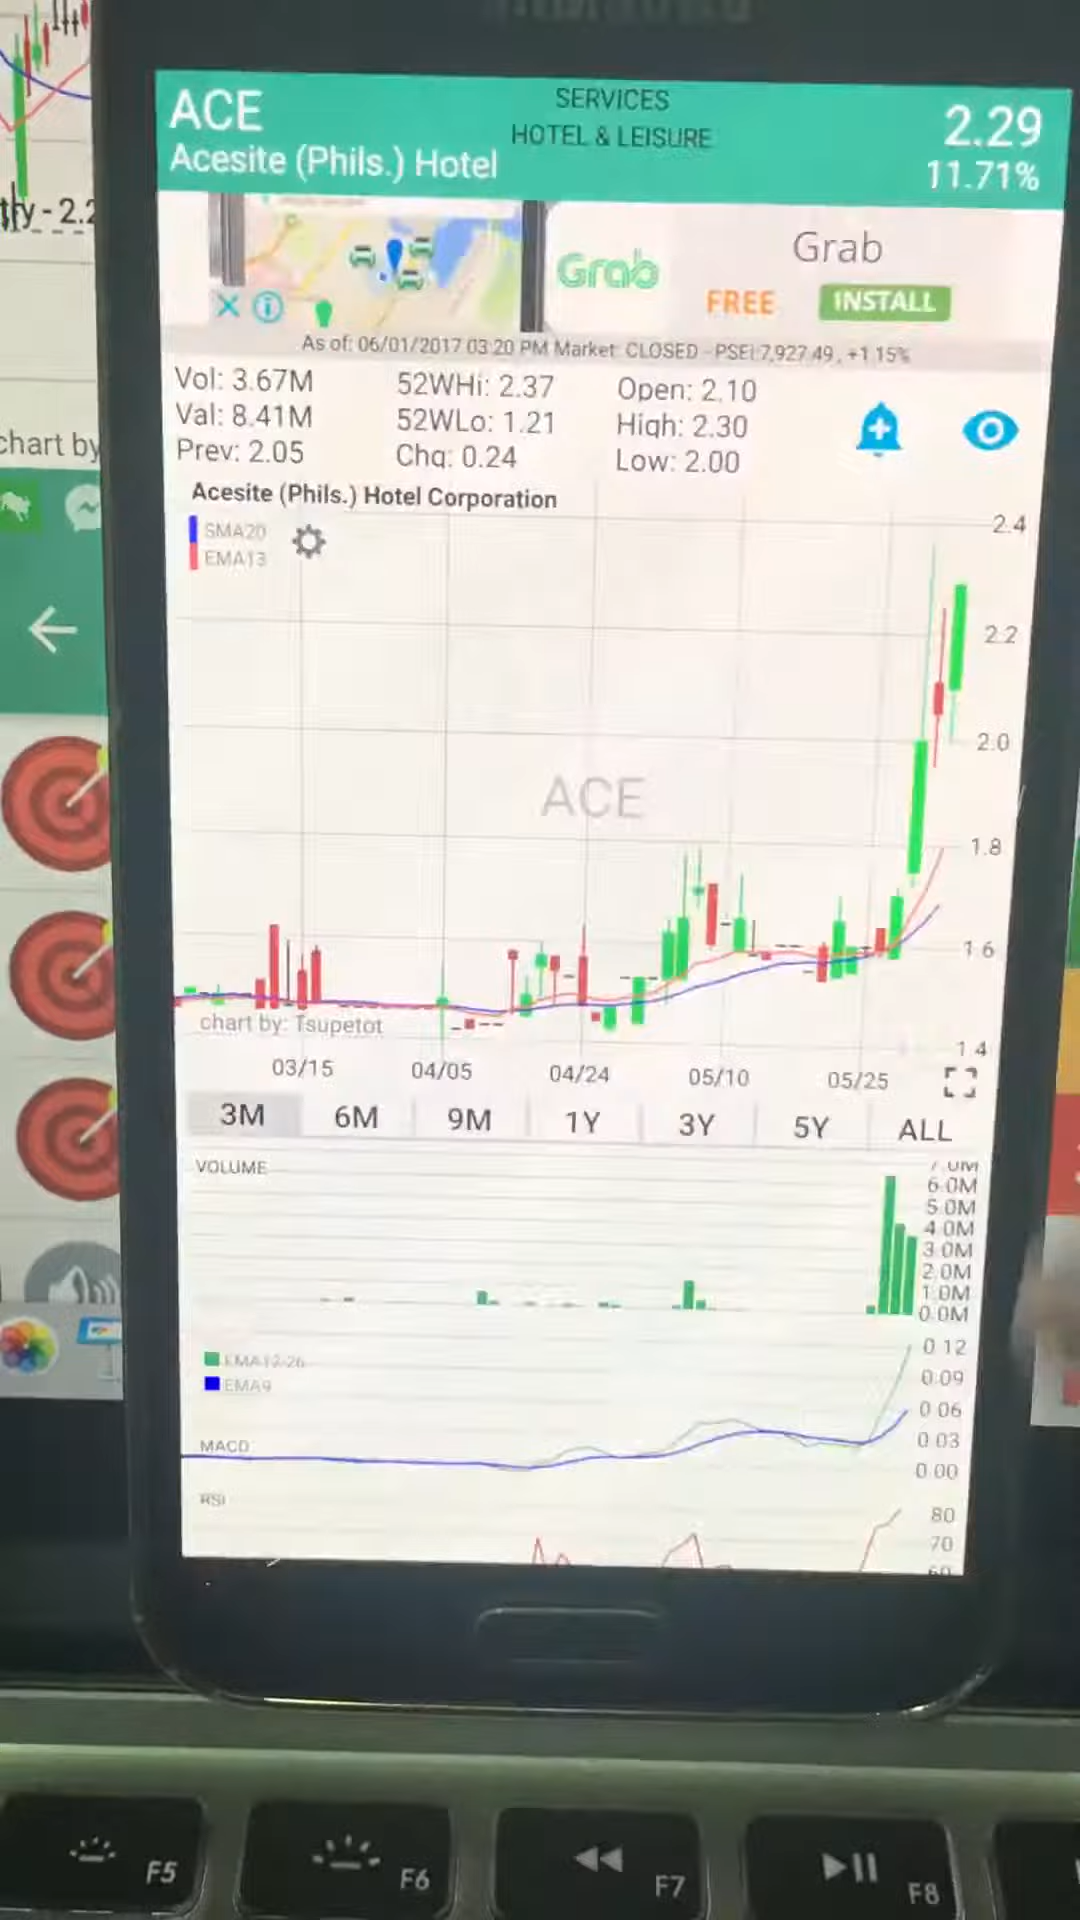 ACE
SERVICES
HOTEL & LEISURE
2.29
Acesite (Phils.) Hotel
11.71%
Grab
Grab
FREE
INSTALL
As of: 06/01/2017 03:20 PM Market: CLOSED - PSEi:7,927.49, +1.15%
Vol: 3.67M
52WHi: 2.37
Open: 2.10
Val: 8.41M
52WLo: 1.21
High: 2.30
Prev: 2.05
Chg: 0.24
Low: 2.00
Acesite (Phils.) Hotel Corporation
SMA20
EMA13
2.4
2.2
2.0
ACE
1.8
1.6
chart by: Tsupetot
1.4
03/15
04/05
04/24
05/10
05/25
3M
6M
9M
1Y
3Y
5Y
ALL
VOLUME
7.0M
6.0M
5.0M
4.0M
3.0M
2.0M
1.0M
0.0M
EMA12-26
EMA9
0.12
0.09
0.06
0.03
0.00
MACD
RSI
80
70
60
- 2.2
chart by
F5
F6
F7
F8